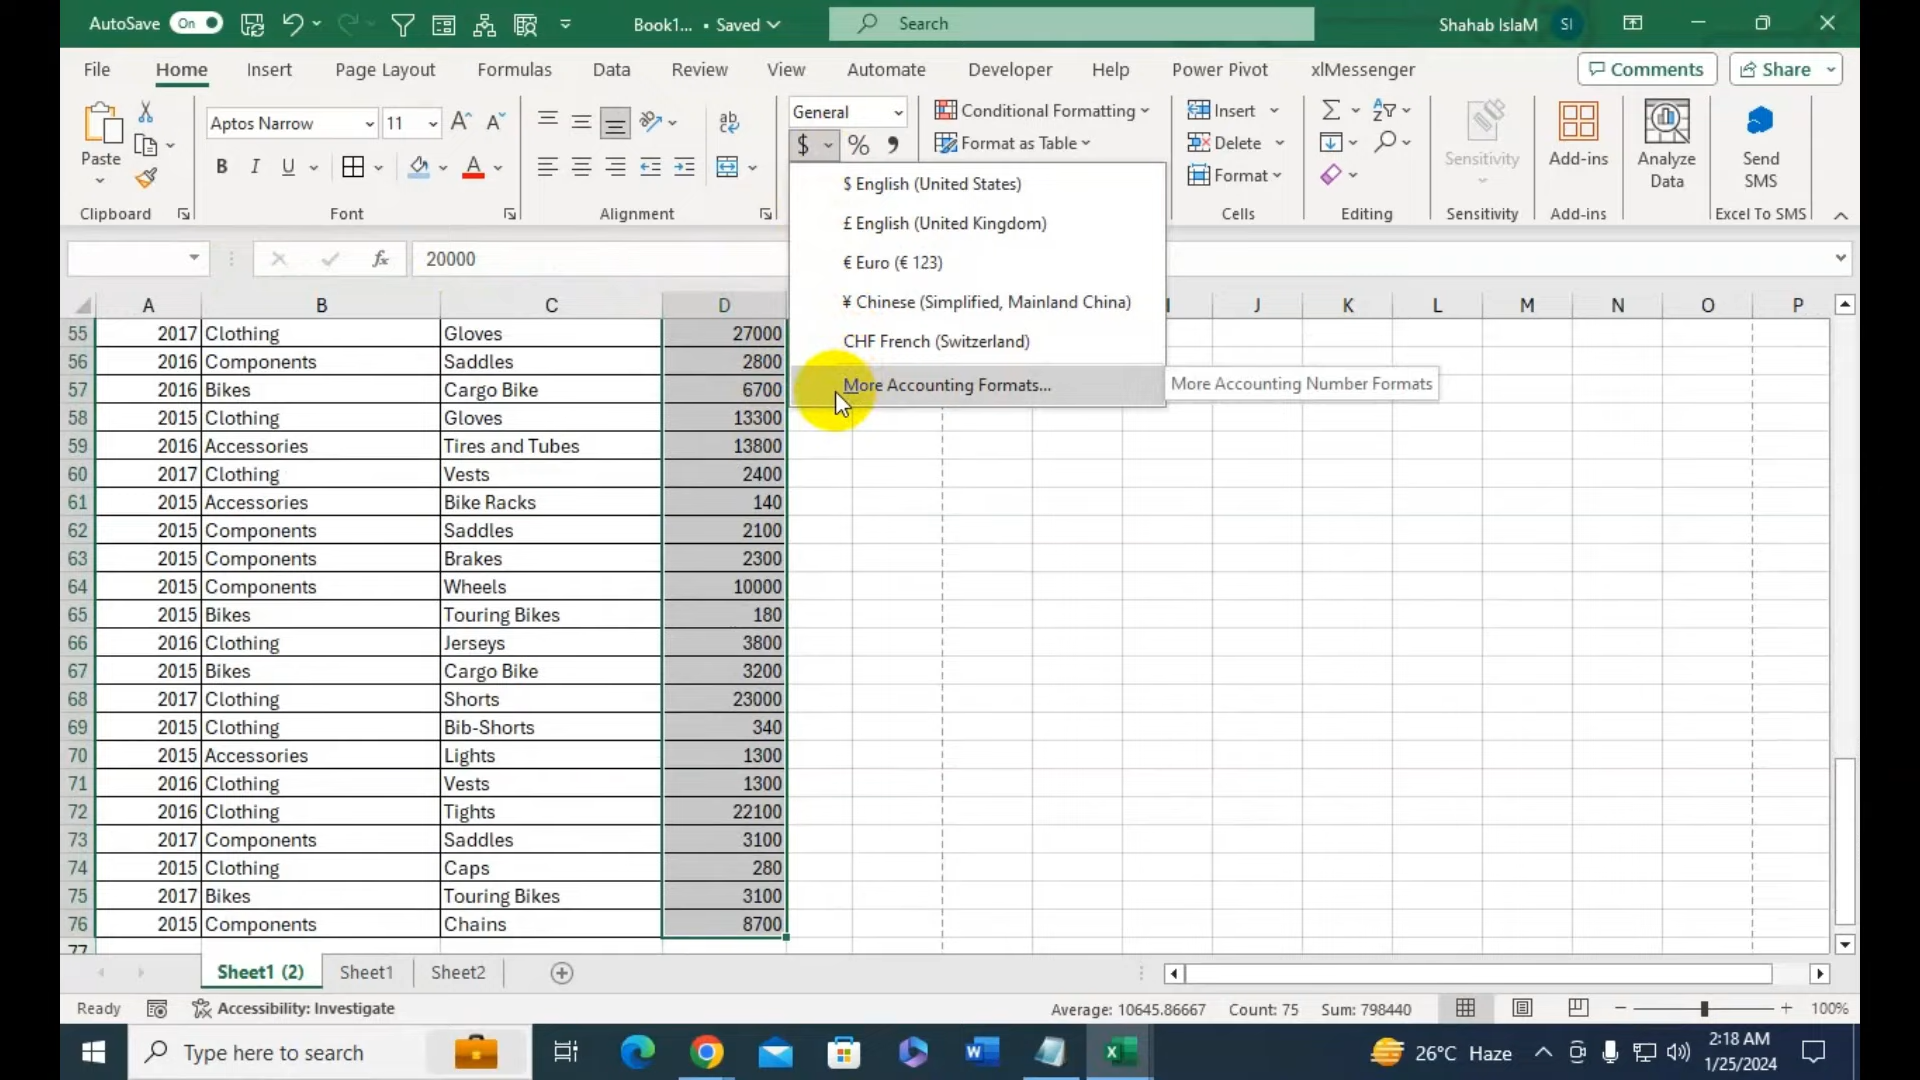 AutoSave On Book1... • Saved Search Shahab IslaM SI
File Home Insert Page Layout Formulas Data Review View Automate Developer Help Power Pivot xlMessenger Comments Share
Paste Aptos Narrow 11 General Conditional Formatting Insert Sensitivity Add-ins Analyze Data Send SMS
B I U $ % Format as Table Delete
Format
Clipboard Font Alignment Cells Editing Sensitivity Add-ins Excel To SMS
fx 20000
$ English (United States)
£ English (United Kingdom)
€ Euro (€ 123)
¥ Chinese (Simplified, Mainland China)
CHF French (Switzerland)
More Accounting Formats...
More Accounting Number Formats
A B C D I J K L M N O P
55 2017 Clothing Gloves 27000
56 2016 Components Saddles 2800
57 2016 Bikes Cargo Bike 6700
58 2015 Clothing Gloves 13300
59 2016 Accessories Tires and Tubes 13800
60 2017 Clothing Vests 2400
61 2015 Accessories Bike Racks 140
62 2015 Components Saddles 2100
63 2015 Components Brakes 2300
64 2015 Components Wheels 10000
65 2015 Bikes Touring Bikes 180
66 2016 Clothing Jerseys 3800
67 2015 Bikes Cargo Bike 3200
68 2017 Clothing Shorts 23000
69 2015 Clothing Bib-Shorts 340
70 2015 Accessories Lights 1300
71 2016 Clothing Vests 1300
72 2016 Clothing Tights 22100
73 2017 Components Saddles 3100
74 2015 Clothing Caps 280
75 2017 Bikes Touring Bikes 3100
76 2015 Components Chains 8700
77
Sheet1 (2) Sheet1 Sheet2
Ready Accessibility: Investigate Average: 10645.86667 Count: 75 Sum: 798440 100%
Type here to search 26°C Haze 2:18 AM
1/25/2024